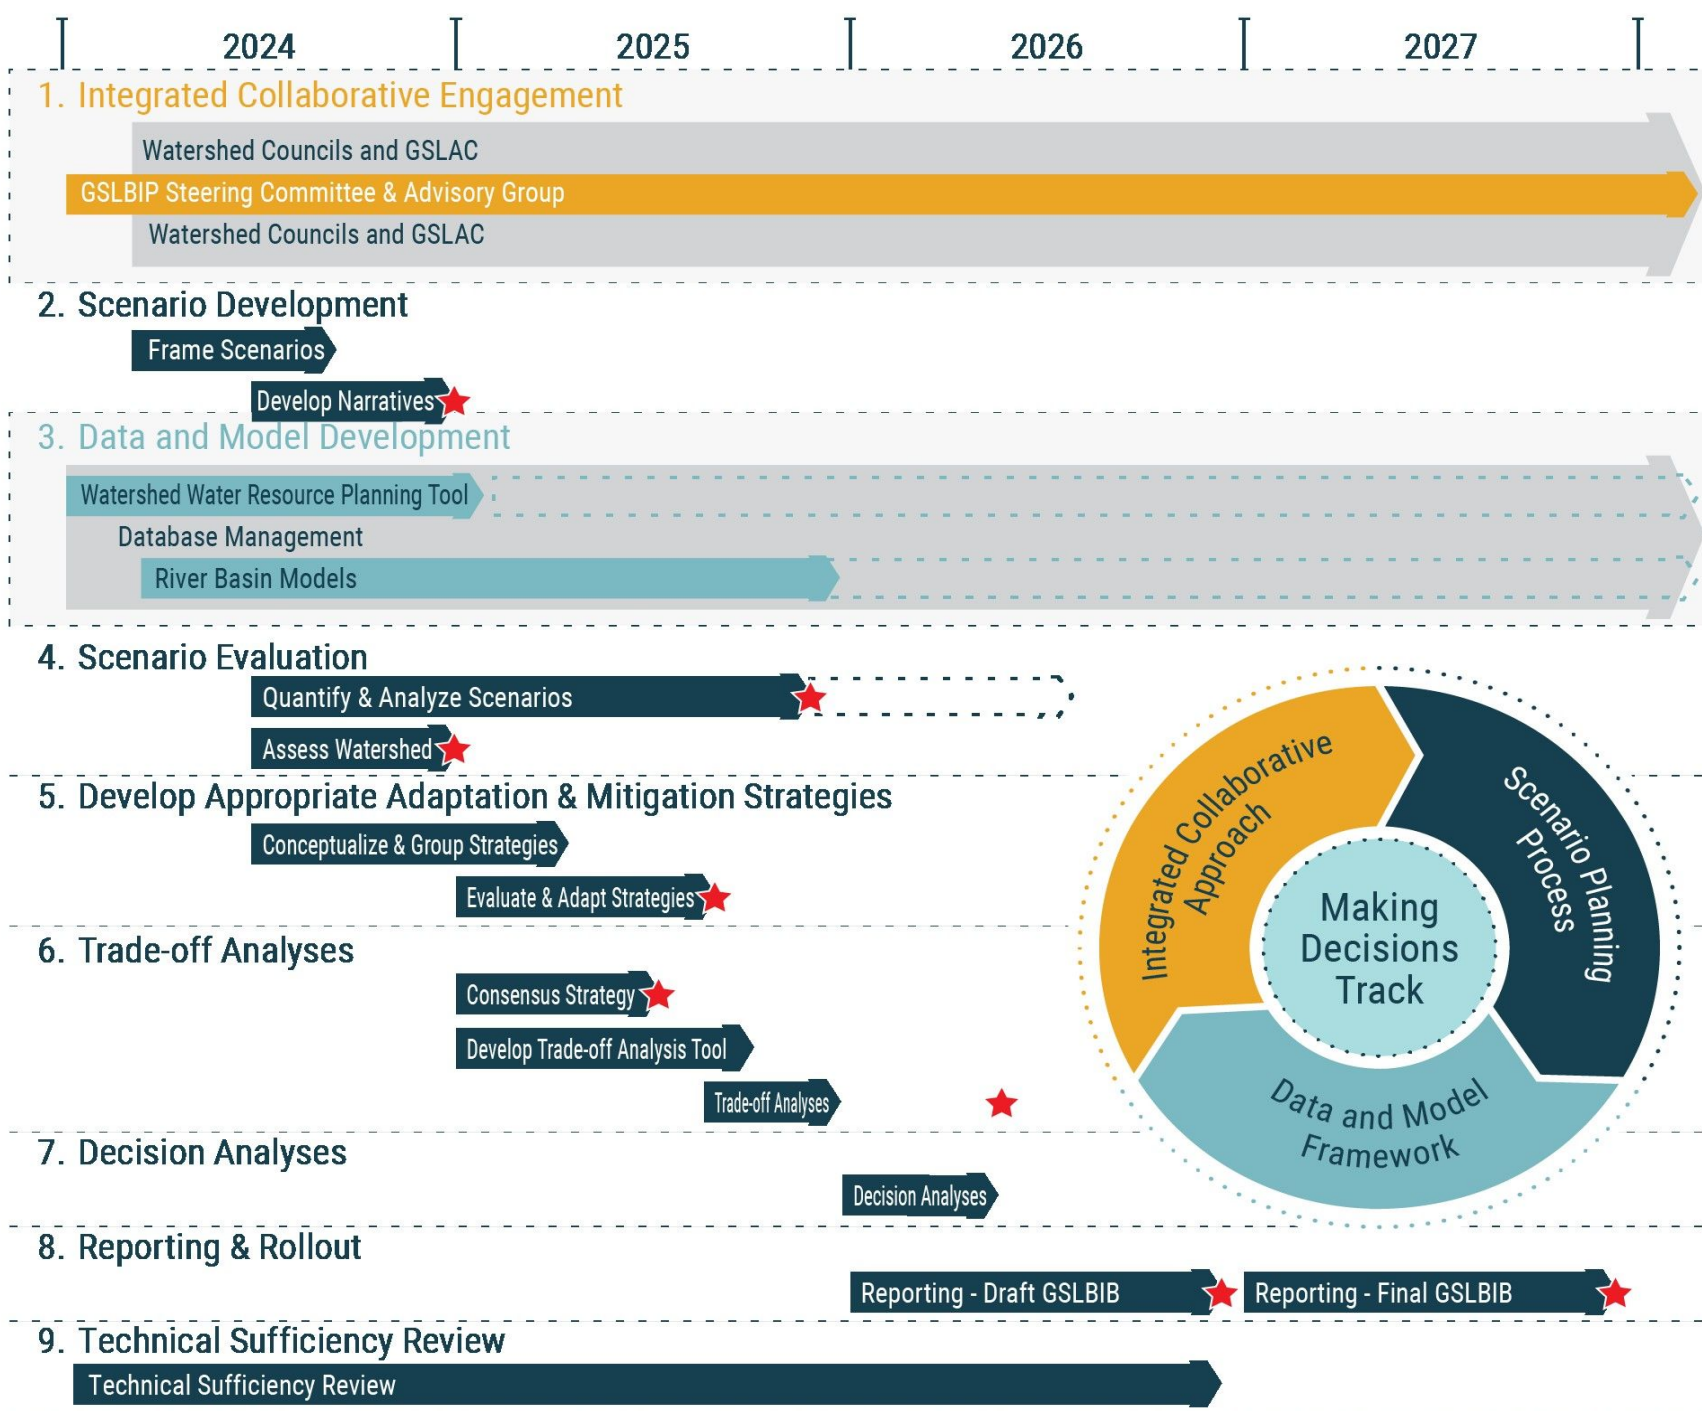 2024 2025 2026 2027
1. Integrated Collaborative Engagement
Watershed Councils and GSLAC
GSLBIP Steering Committee & Advisory Group
Watershed Councils and GSLAC
2. Scenario Development
Frame Scenarios
Develop Narratives
3. Data and Model Development
Watershed Water Resource Planning Tool
Database Management
River Basin Models
4. Scenario Evaluation
Quantify & Analyze Scenarios
Assess Watershed
5. Develop Appropriate Adaptation & Mitigation Strategies
Conceptualize & Group Strategies
Evaluate & Adapt Strategies
6. Trade-off Analyses
Consensus Strategy
Develop Trade-off Analysis Tool
Trade-off Analyses
7. Decision Analyses
Decision Analyses
8. Reporting & Rollout
Reporting - Draft GSLBIB
Reporting - Final GSLBIB
9. Technical Sufficiency Review
Technical Sufficiency Review
Integrated Collaborative
Approach
Scenario Planning
Process
Making
Decisions
Track
Data and Model
Framework